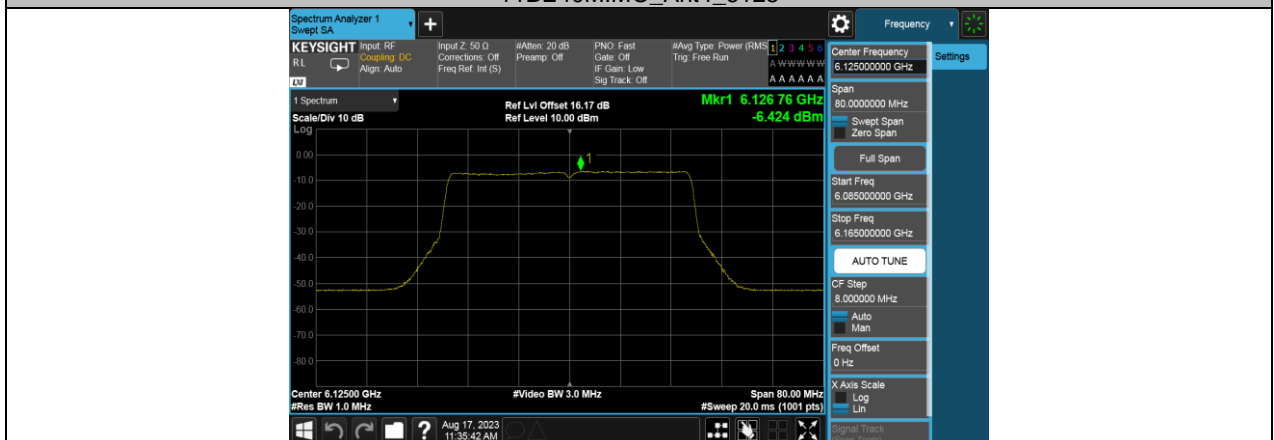 Spectrum Analyzer 1
Swept SA
+
Frequency
KEYSIGHT
RL
LXI
Input: RF
Coupling: DC
Align: Auto
Input Z: 50 Ω
Corrections: Off
Freq Ref: Int (S)
#Atten: 20 dB
Preamp: Off
PNO: Fast
Gate: Off
IF Gain: Low
Sig Track: Off
#Avg Type: Power (RMS
Trig: Free Run
1 2 3 4 5 6
A W W W W W
A A A A A A
Center Frequency
6.125000000 GHz
Settings
Span
80.0000000 MHz
Swept Span
Zero Span
Full Span
Start Freq
6.085000000 GHz
Stop Freq
6.165000000 GHz
AUTO TUNE
CF Step
8.000000 MHz
Auto
Man
Freq Offset
0 Hz
X Axis Scale
Log
Lin
Signal Track
1 Spectrum
Scale/Div 10 dB
Log
Ref Lvl Offset 16.17 dB
Ref Level 10.00 dBm
Mkr1 6.126 76 GHz
-6.424 dBm
1
0.00
-10.0
-20.0
-30.0
-40.0
-50.0
-60.0
-70.0
-80.0
Center 6.12500 GHz
#Video BW 3.0 MHz
Span 80.00 MHz
#Res BW 1.0 MHz
#Sweep 20.0 ms (1001 pts)
?
Aug 17, 2023
11:35:42 AM